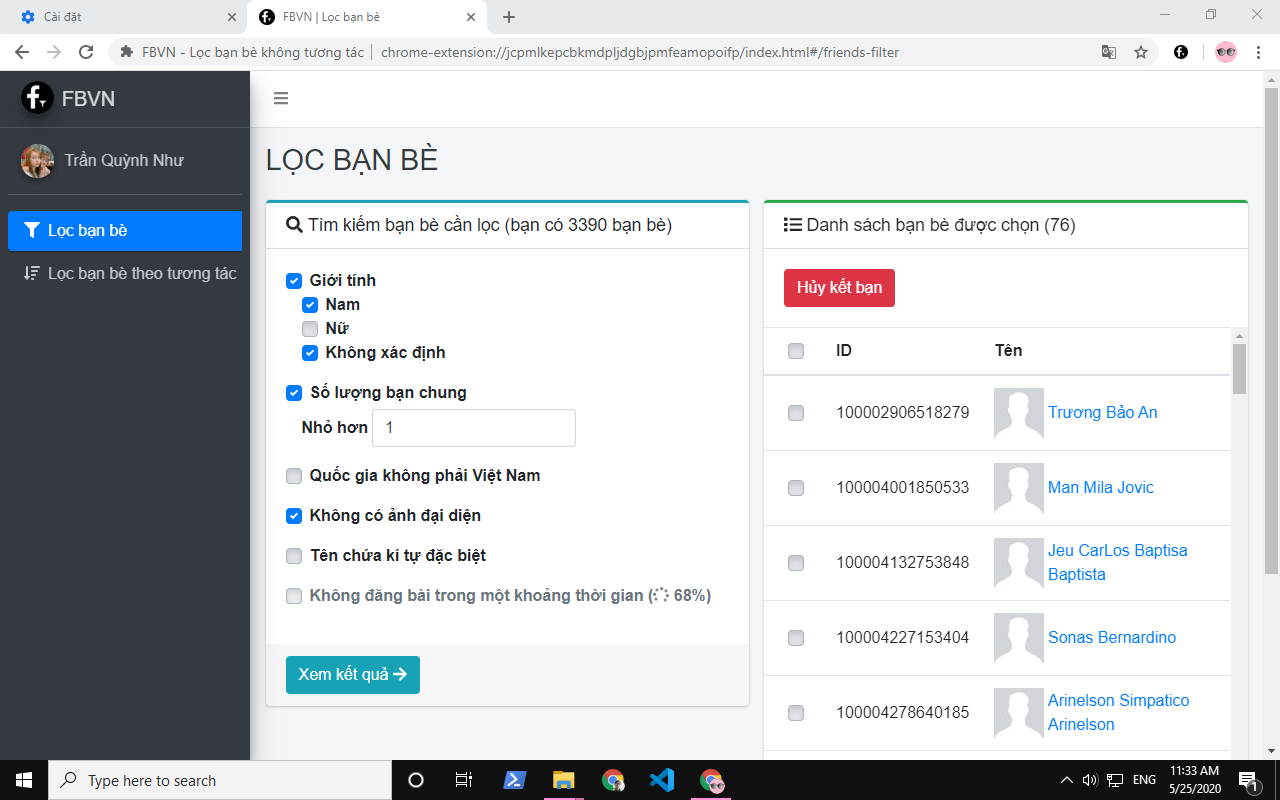 Cài đặt
FBVN | Lọc bạn bè
FBVN - Lọc bạn bè không tương tác | chrome-extension://jcpmlkepcbkmdpljdgbjpmfeamopoifp/index.html#/friends-filter
FBVN
Trần Quỳnh Như
Lọc bạn bè
Lọc bạn bè theo tương tác
LỌC BẠN BÈ
Tìm kiếm bạn bè cần lọc (bạn có 3390 bạn bè)
Giới tính
Nam
Nữ
Không xác định
Số lượng bạn chung
Nhỏ hơn 1
Quốc gia không phải Việt Nam
Không có ảnh đại diện
Tên chứa kí tự đặc biệt
Không đăng bài trong một khoảng thời gian ( 68%)
Xem kết quả
Danh sách bạn bè được chọn (76)
Hủy kết bạn
ID Tên
100002906518279 Trương Bảo An
100004001850533 Man Mila Jovic
100004132753848 Jeu CarLos Baptisa
Baptista
100004227153404 Sonas Bernardino
100004278640185 Arinelson Simpatico
Arinelson
Type here to search
ENG
11:33 AM
5/25/2020
1